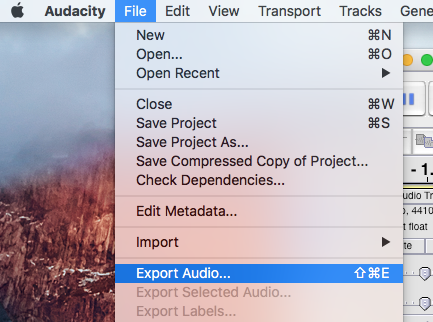 Audacity File Edit View Transport Tracks Gene
New ⌘N
Open... ⌘O
Open Recent ▶
Close ⌘W
Save Project ⌘S
Save Project As...
Save Compressed Copy of Project...
Check Dependencies...
Edit Metadata...
Import ▶
Export Audio... ⇧⌘E
Export Selected Audio...
Export Labels...
- 1.
udio Tr
o, 4410
t float
te